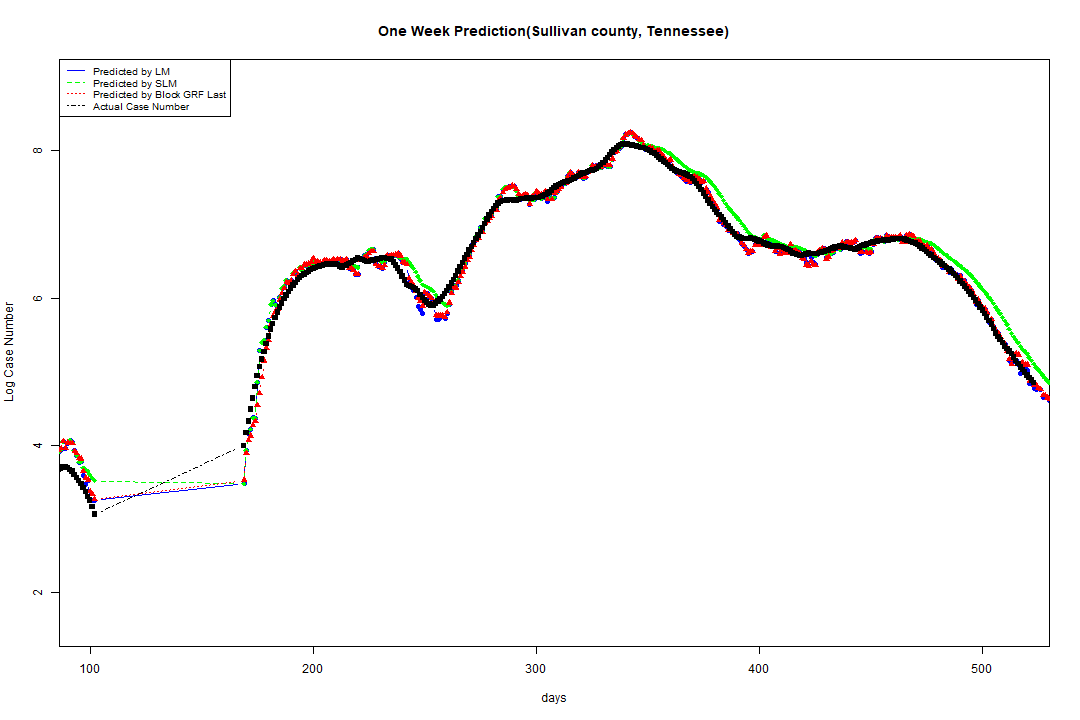 One Week Prediction(Sullivan county, Tennessee)
Predicted by LM
Predicted by SLM
Predicted by Block GRF Last
Actual Case Number
Log Case Number
8
6
4
2
100 200 300 400 500
days